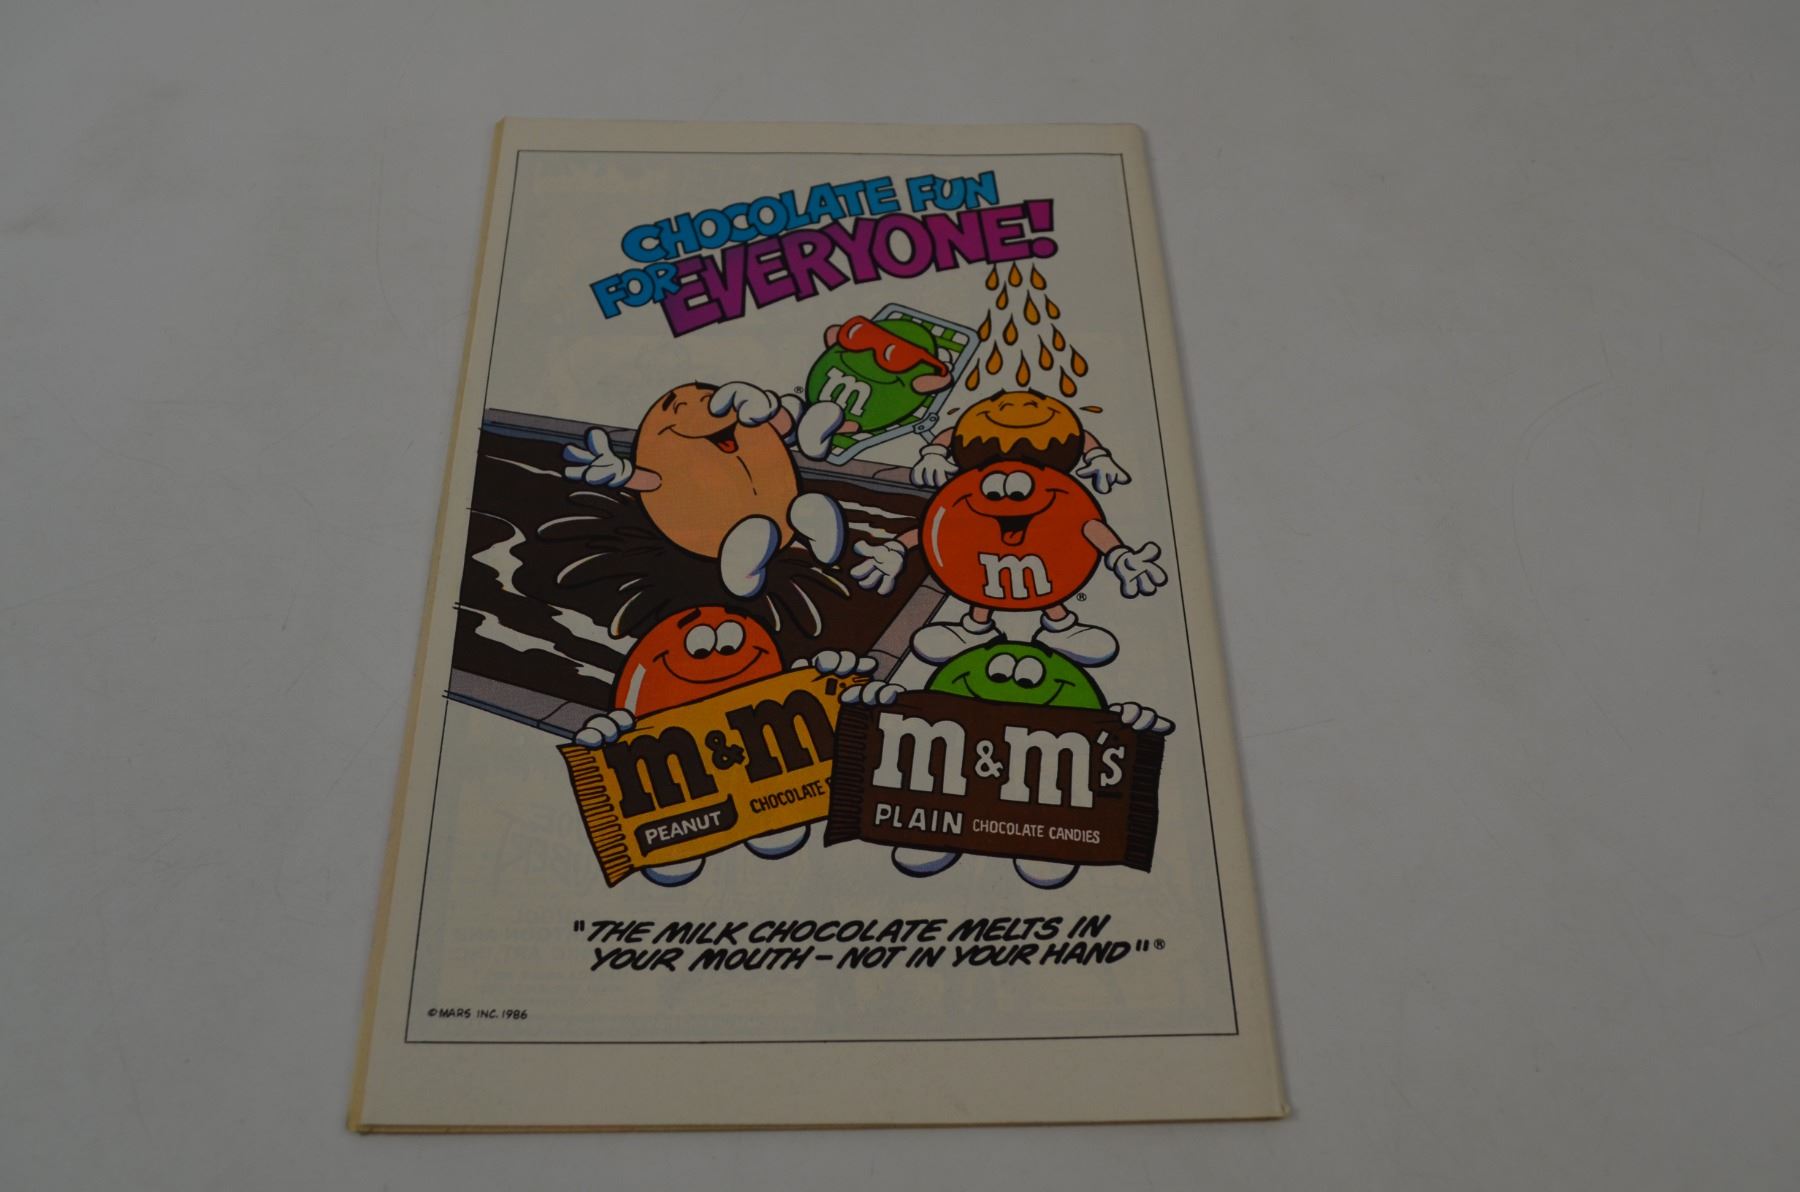 CHOCOLATE FUN
FOR EVERYONE!
m
®
m
®
m&m's
PEANUT
CHOCOLATE
m&m's
PLAIN CHOCOLATE CANDIES
"THE MILK CHOCOLATE MELTS IN
YOUR MOUTH – NOT IN YOUR HAND"®
© MARS INC. 1986